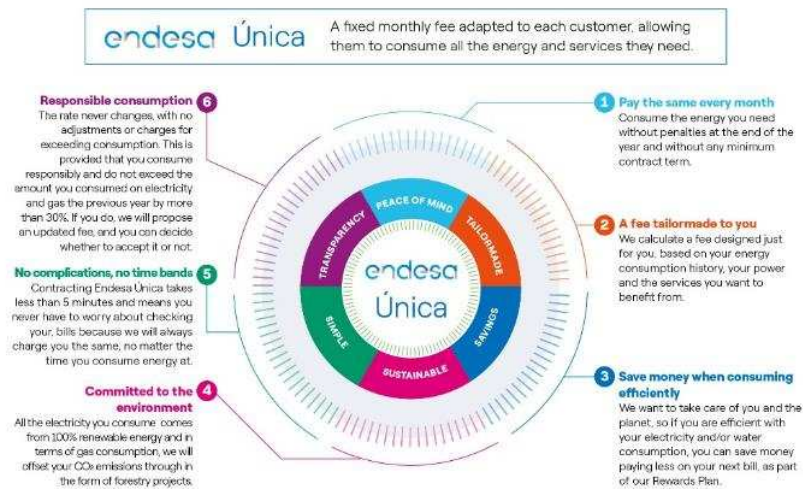 endesa Única
A fixed monthly fee adapted to each customer, allowing
them to consume all the energy and services they need.
1 Pay the same every month
Consume the energy you need
without penalties at the end of the
year and without any minimum
contract term.
2 A fee tailormade to you
We calculate a fee designed just
for you, based on your energy
consumption history, your power
and the services you want to
benefit from.
3 Save money when consuming
efficiently
We want to take care of you and the
planet, so if you are efficient with
your electricity and/or water
consumption, you can save money
paying less on your next bill, as part
of our Rewards Plan.
Committed to the 4
environment
All the electricity you consume comes
from 100% renewable energy and in
terms of gas consumption, we will
offset your CO₂ emissions through in
the form of forestry projects.
No complications, no time bands 5
Contracting Endesa Única takes
less than 5 minutes and means you
never have to worry about checking
your, bills because we will always
charge you the same, no matter the
time you consume energy at.
Responsible consumption 6
The rate never changes, with no
adjustments or charges for
exceeding consumption. This is
provided that you consume
responsibly and do not exceed the
amount you consumed on electricity
and gas the previous year by
more than 30%. If you do, we will propose
an updated fee, and you can decide
whether to accept it or not.
PEACE OF MIND
TAILORMADE
SAVINGS
SUSTAINABLE
SIMPLE
TRANSPARENCY
endesa
Única